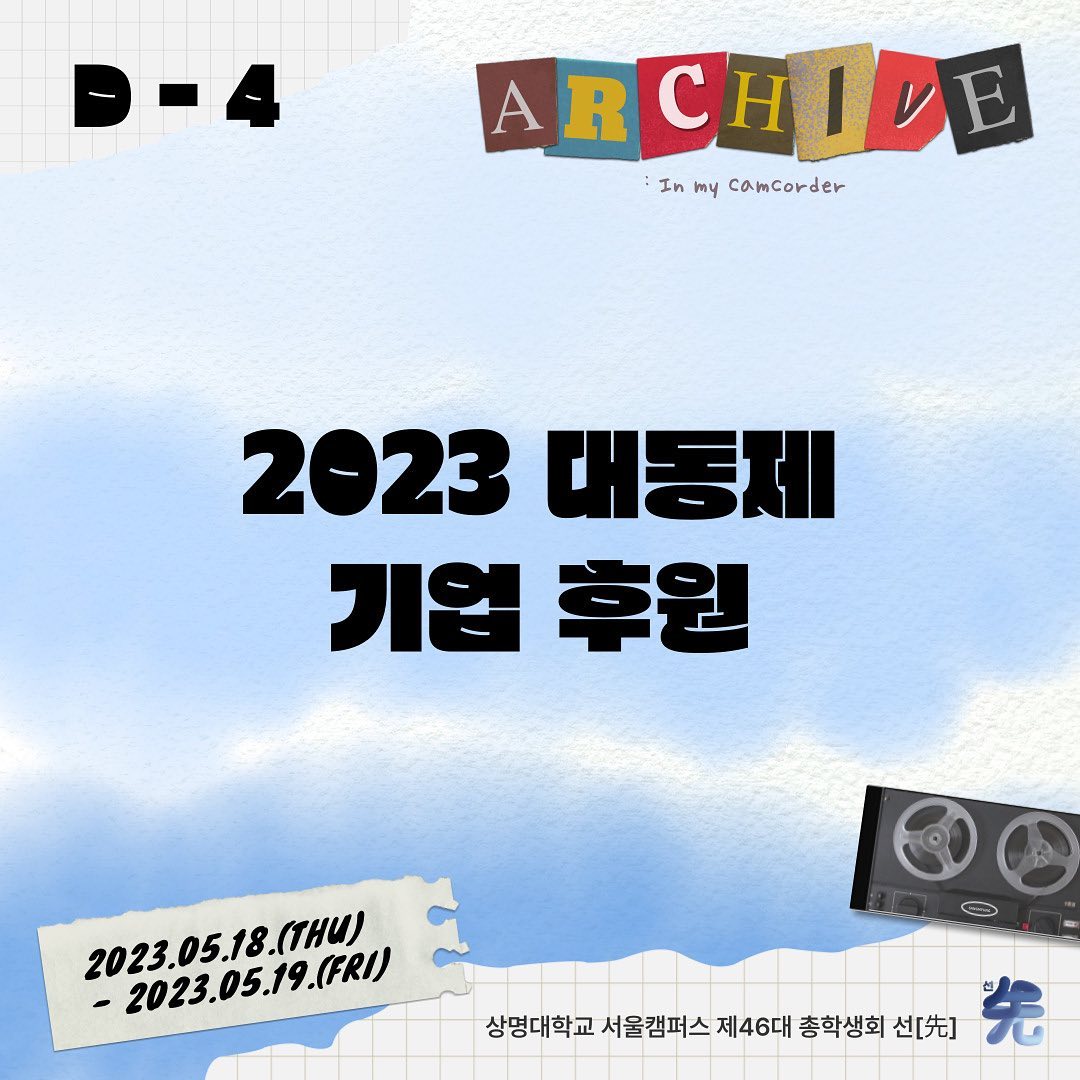 D - 4
ARCHIVE
: In my camcorder
2023 대동제
기업 후원
2023.05.18.(THU)
- 2023.05.19.(FRI)
상명대학교 서울캠퍼스 제46대 총학생회 선[先]
선
先